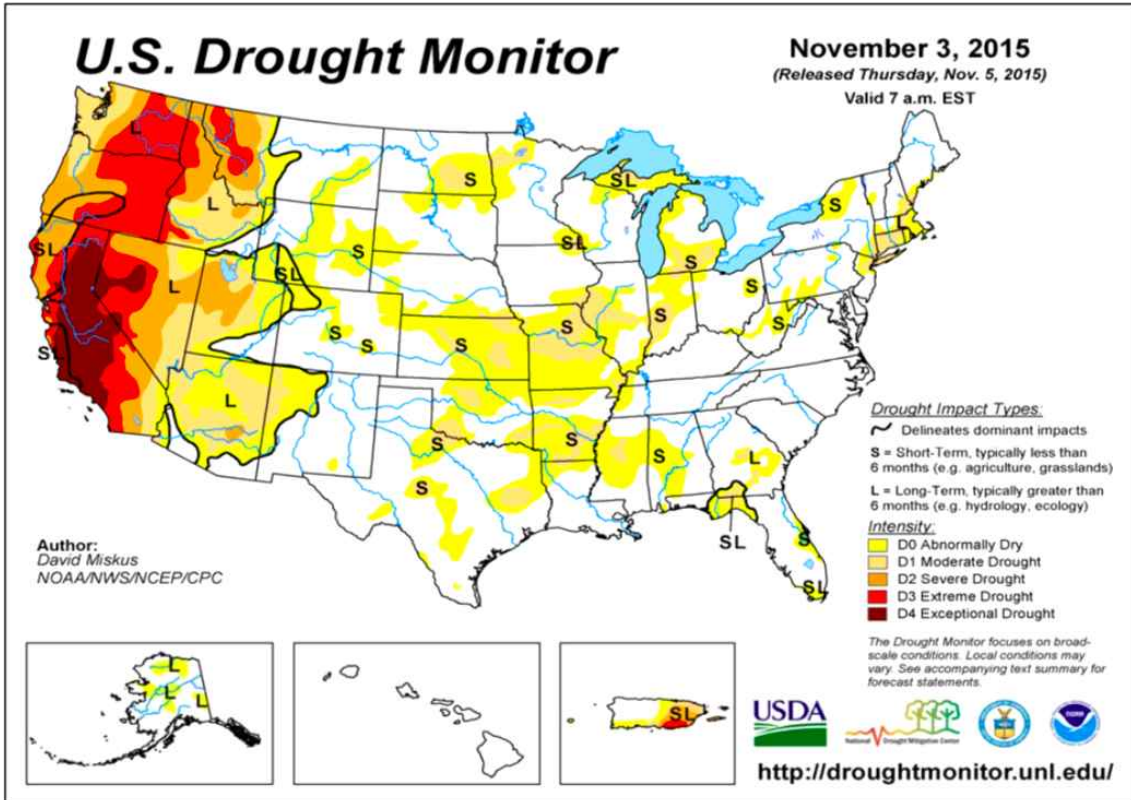 U.S. Drought Monitor
November 3, 2015
(Released Thursday, Nov. 5, 2015)
Valid 7 a.m. EST
L
S
SL
L
S
SL
SL
S
S
L
SL
S
S
S
S
S
SL
S
S
S
L
S
S
S
S
L
SL
S
SL
Drought Impact Types:
Delineates dominant impacts
S = Short-Term, typically less than
6 months (e.g. agriculture, grasslands)
L = Long-Term, typically greater than
6 months (e.g. hydrology, ecology)
Intensity:
D0 Abnormally Dry
D1 Moderate Drought
D2 Severe Drought
D3 Extreme Drought
D4 Exceptional Drought
Author:
David Miskus
NOAA/NWS/NCEP/CPC
The Drought Monitor focuses on broad-
scale conditions. Local conditions may
vary. See accompanying text summary for
forecast statements.
L
L
L
SL
USDA
National Drought Mitigation Center
http://droughtmonitor.unl.edu/